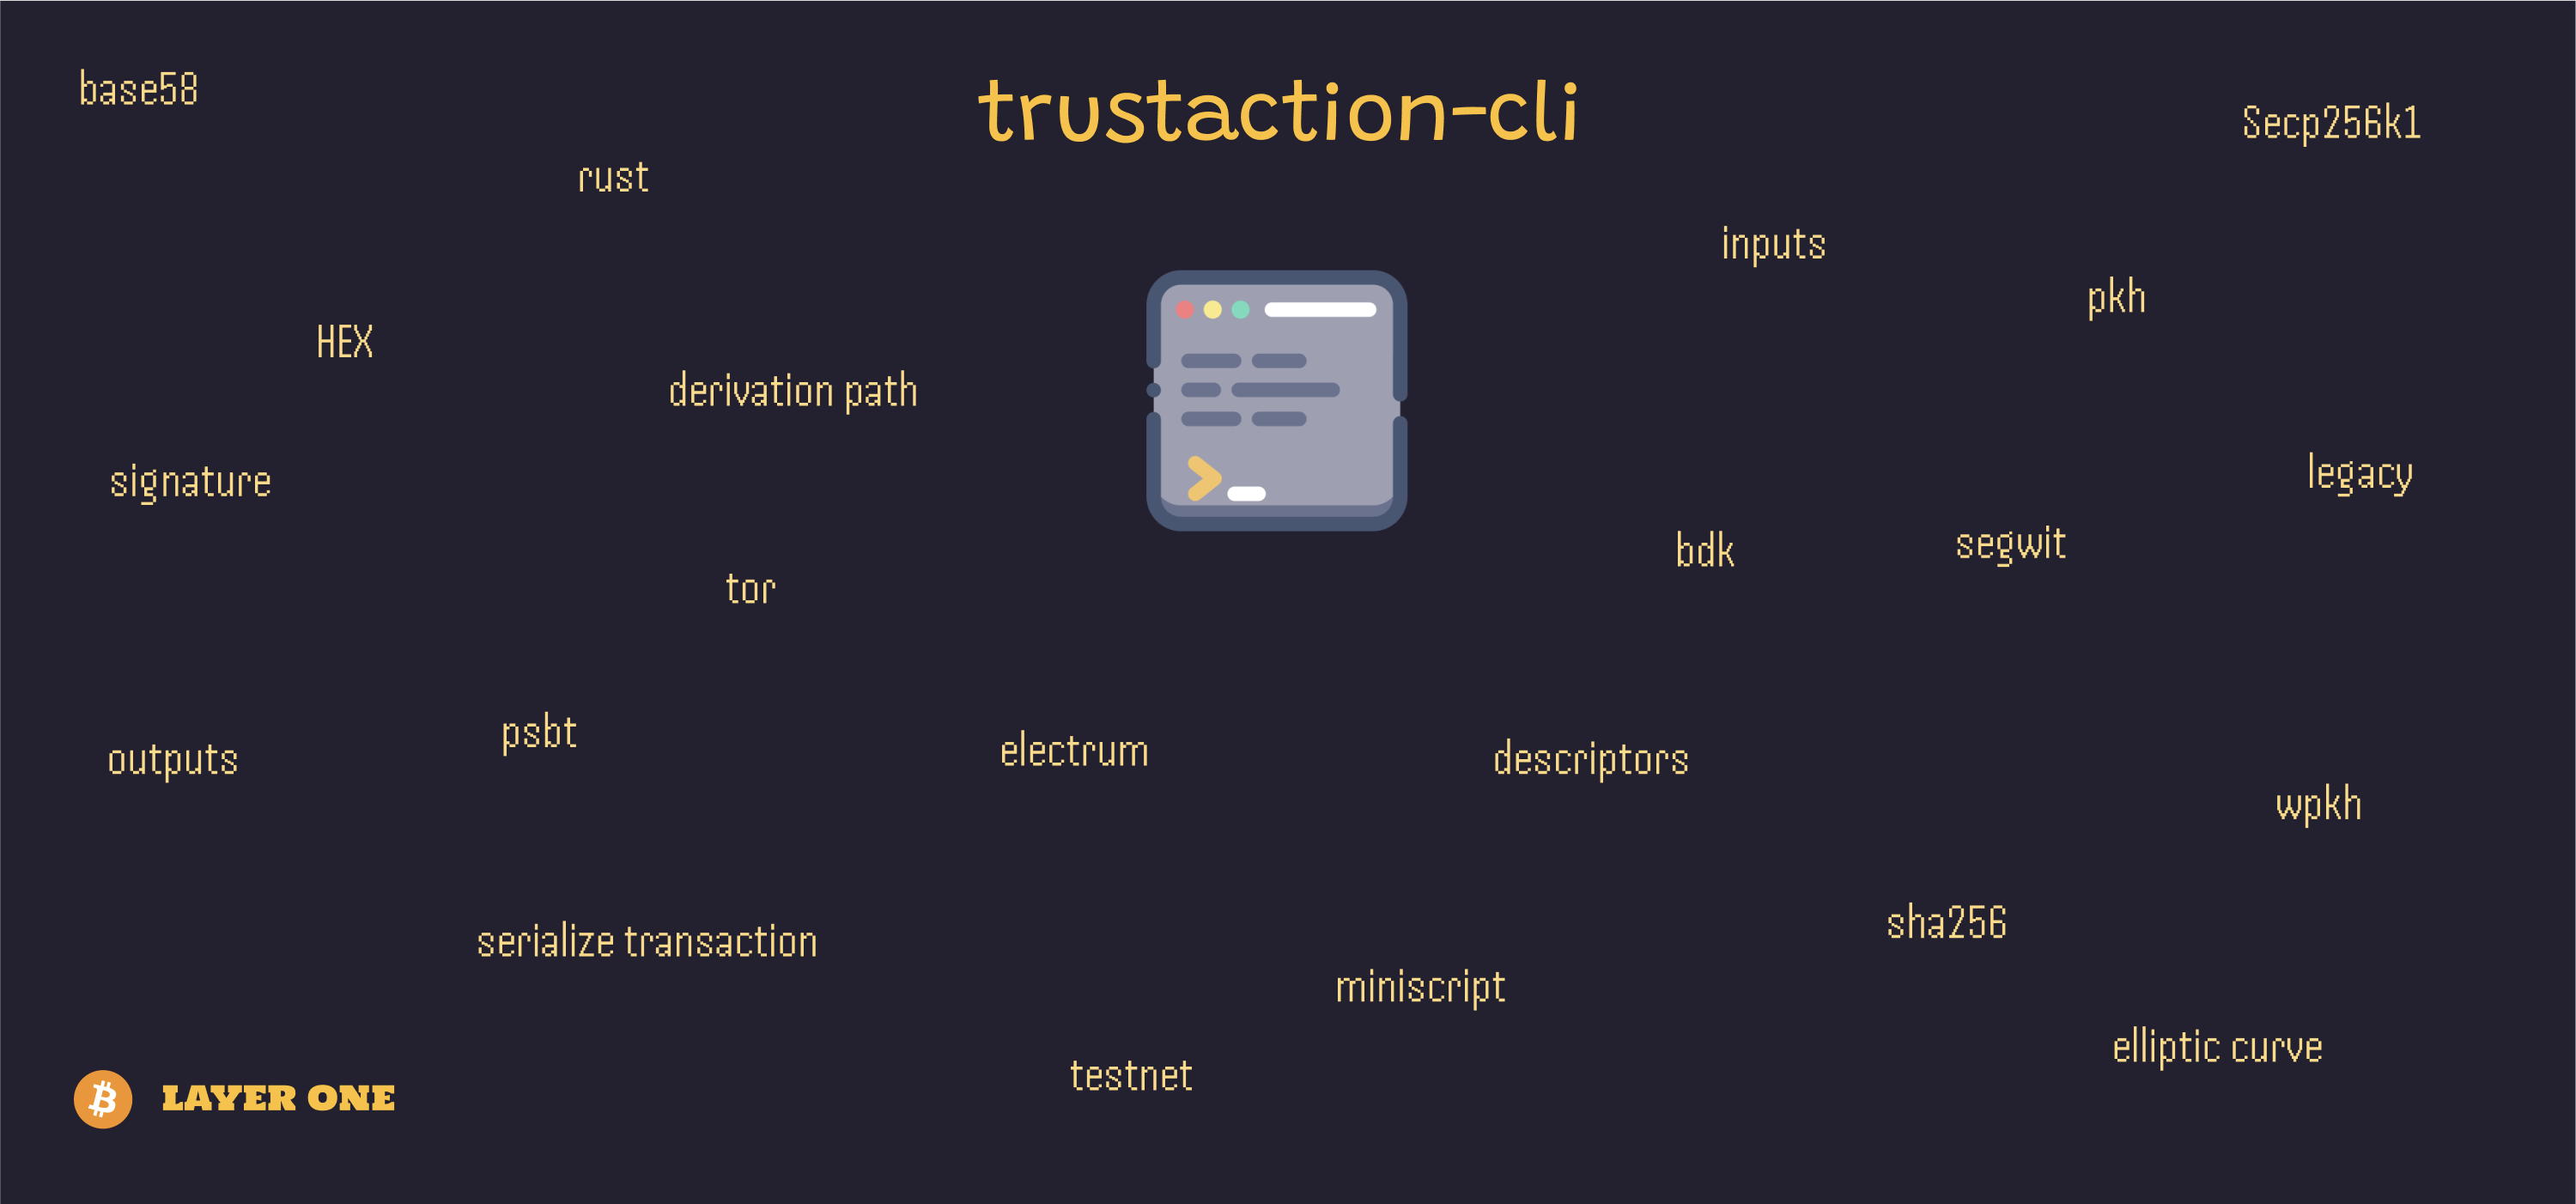 base58
trustaction-cli
Secp256k1
rust
inputs
pkh
HEX
derivation path
signature
legacy
bdk
segwit
tor
psbt
outputs
electrum
descriptors
wpkh
serialize transaction
sha256
miniscript
elliptic curve
testnet
LAYER ONE